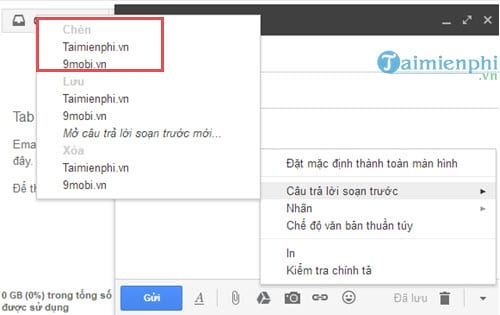 Chèn
Taimienphi.vn
9mobi.vn
Lưu
Taimienphi.vn
9mobi.vn
Mở câu trả lời soạn trước mới...
Xóa
Taimienphi.vn
9mobi.vn
Taimienphi
.vn
Tab
Emai
đây.
Để th
Đặt mặc định thành toàn màn hình
Câu trả lời soạn trước
Nhãn
Chế độ văn bản thuần túy
In
Kiểm tra chính tả
0 GB (0%) trong tổng số
được sử dụng
Gửi
A
Đã lưu